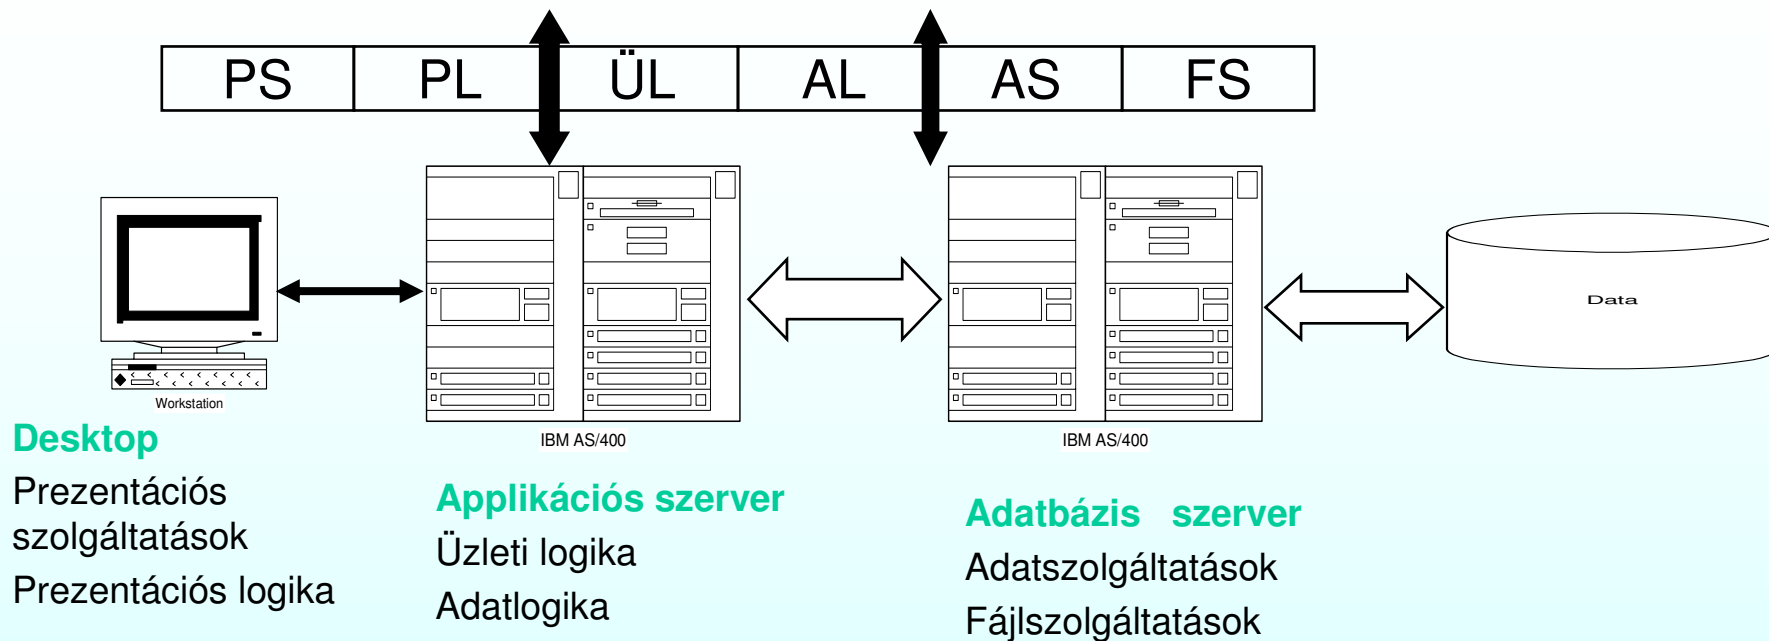 PS PL ÜL AL AS FS
Data
Workstation
IBM AS/400
IBM AS/400
Desktop
Prezentációs
szolgáltatások
Prezentációs logika
Applikációs szerver
Üzleti logika
Adatlogika
Adatbázis szerver
Adatszolgáltatások
Fájlszolgáltatások